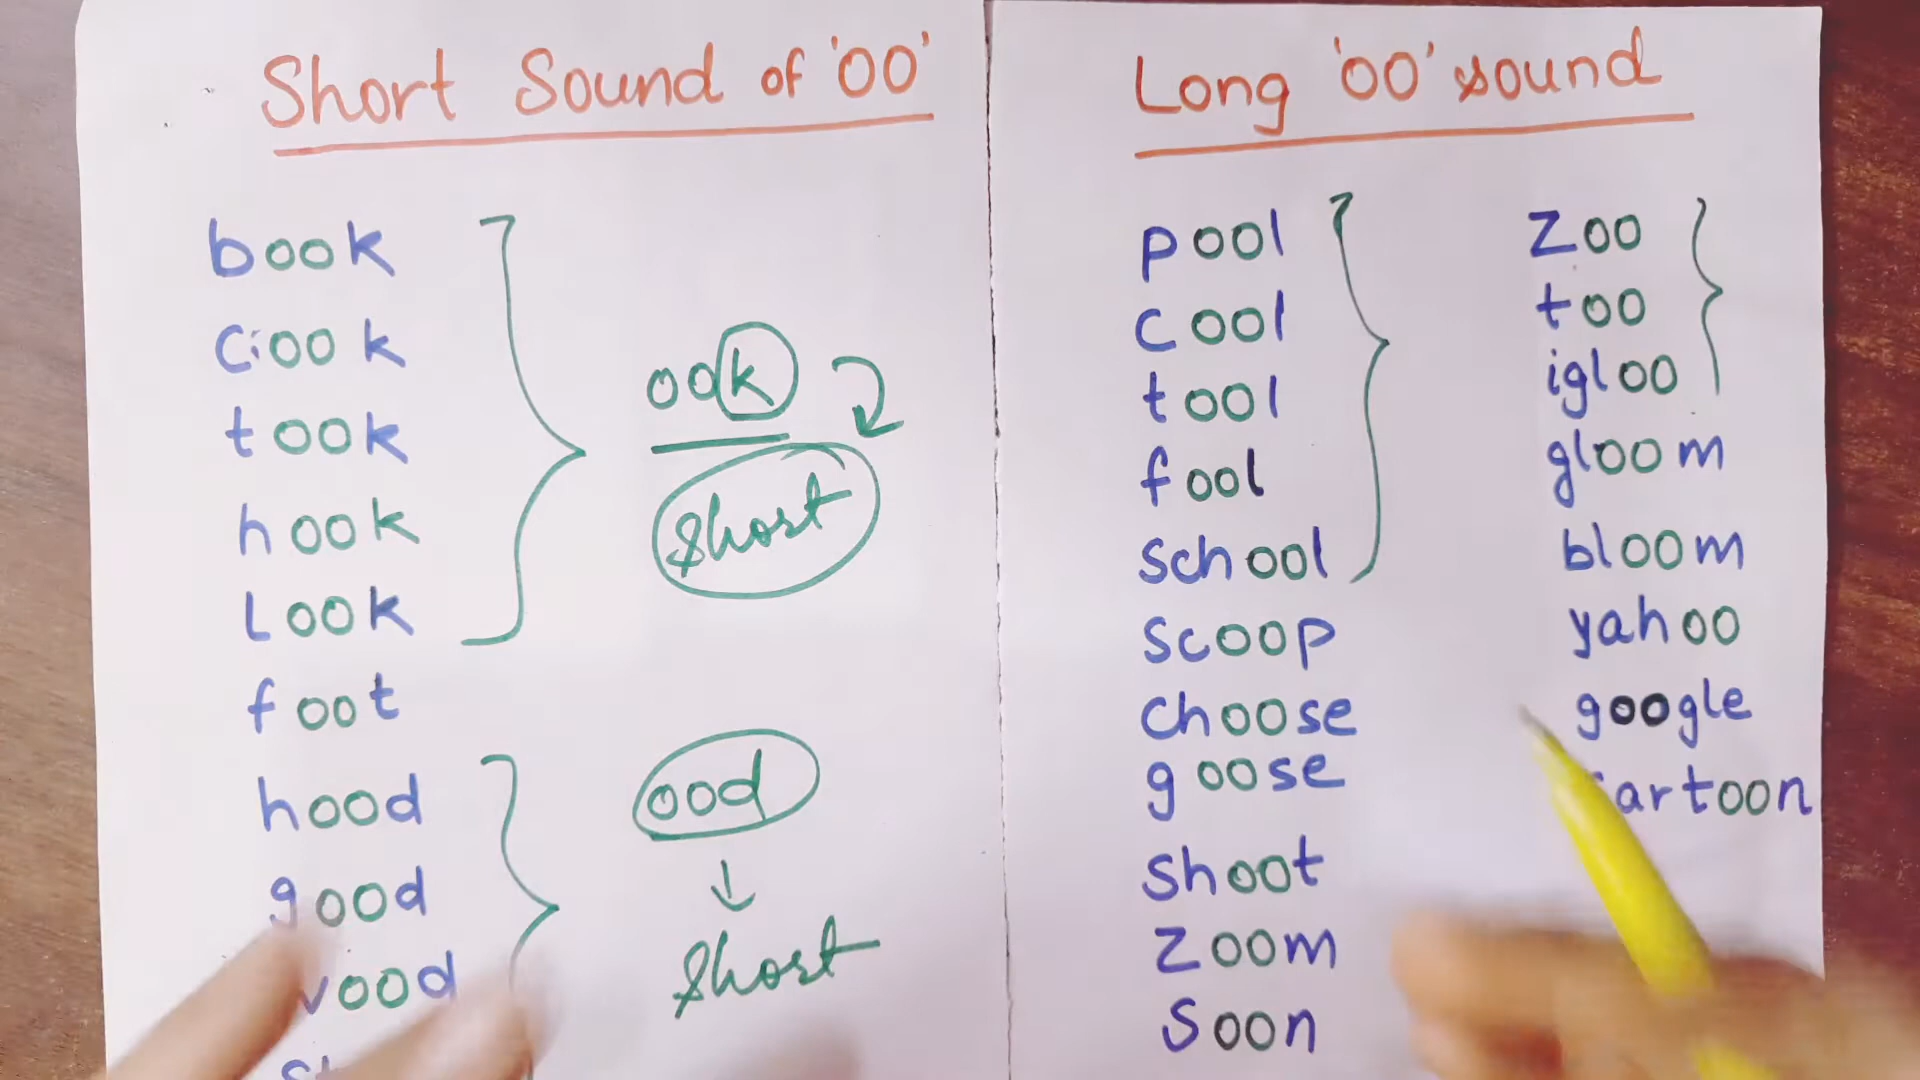 Short Sound of 'OO'
book
cook
took
hook
Look
foot
hood
good
ook
short
ood
↓
short
Long 'OO' sound
pool
cool
tool
fool
school
scoop
choose
goose
shoot
zoom
soon
zoo
too
igloo
gloom
bloom
yahoo
google
cartoon